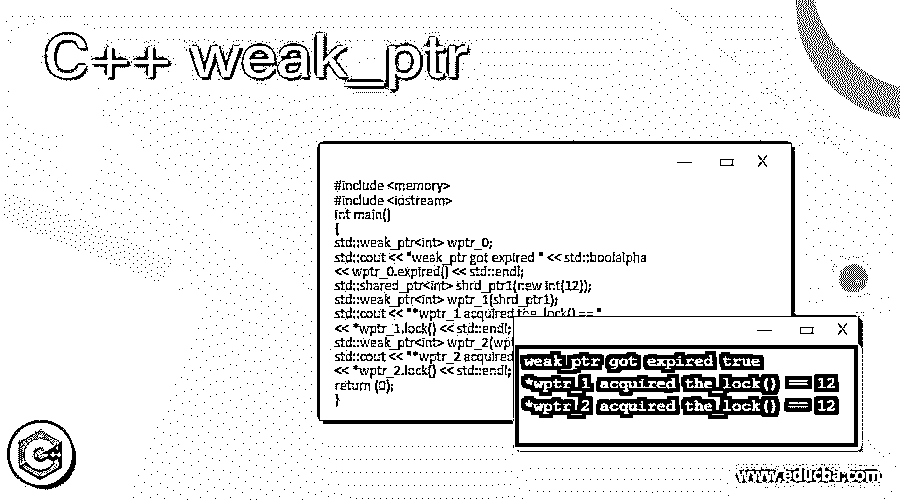 C++ weak_ptr
#include <memory>
#include <iostream>
int main()
{
std::weak_ptr<int> wptr_0;
std::cout << "weak_ptr got expired " << std::boolalpha
<< wptr_0.expired() << std::endl;
std::shared_ptr<int> shrd_ptr1(new int{12});
std::weak_ptr<int> wptr_1{shrd_ptr1};
std::cout << "*wptr_1 acquired the_lock() == "
<< *wptr_1.lock() << std::endl;
std::weak_ptr<int> wptr_2(
std::cout << "*wptr_2 acquired
<< *wptr_2.lock() << std::endl;
return (0);
}
weak_ptr got expired true
*wptr_1 acquired the_lock() == 12
*wptr_2 acquired the_lock() == 12
www.educba.com